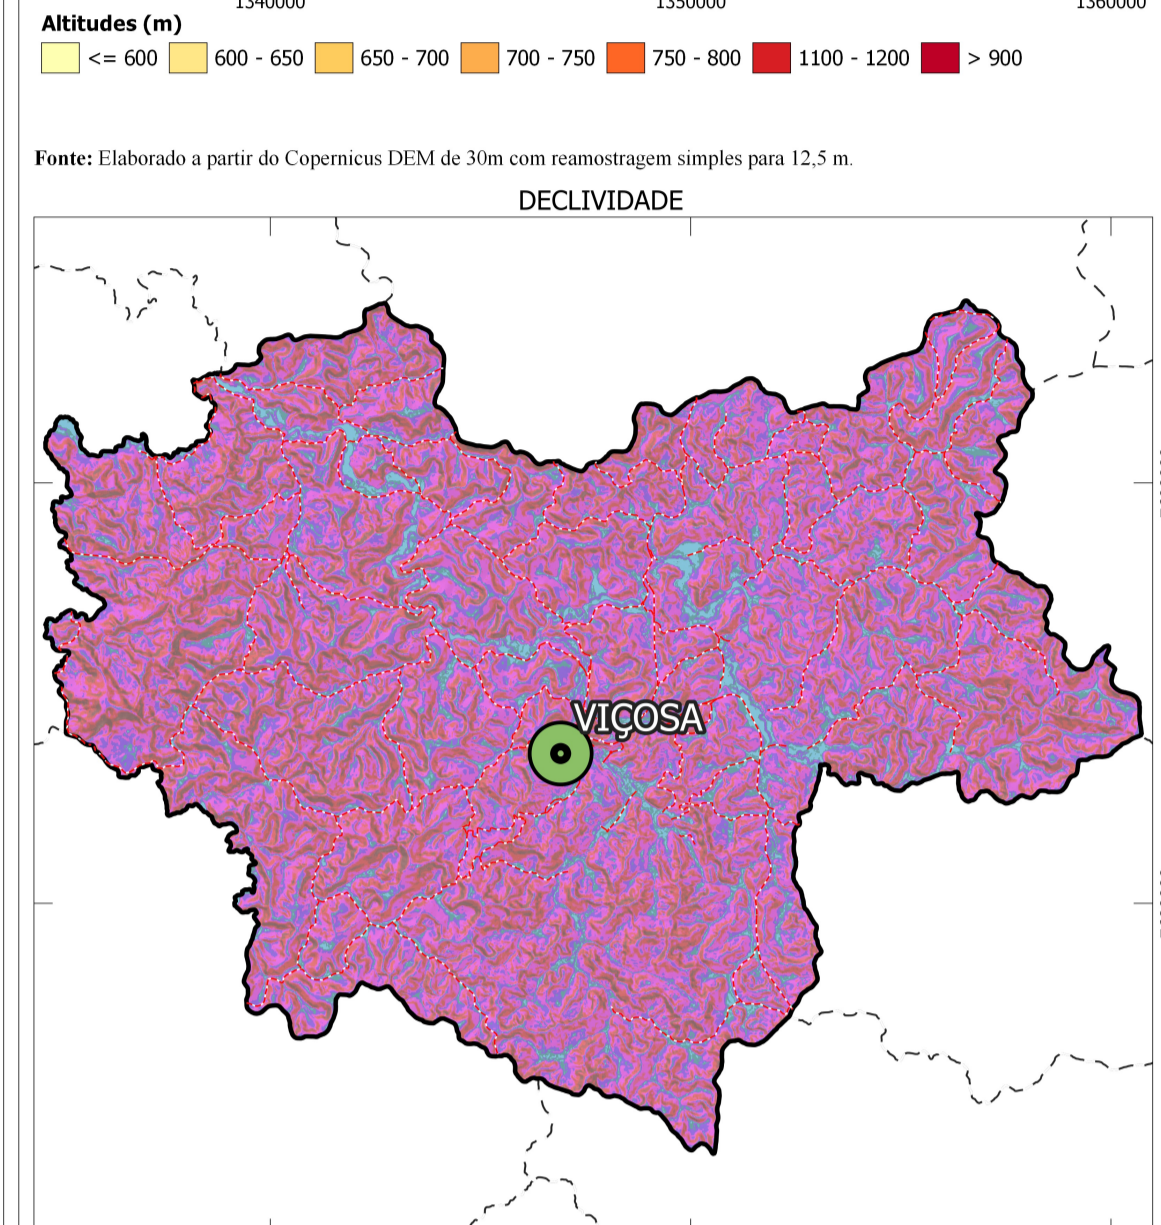 1340000 1350000 1360000
Altitudes (m)
<= 600 600 - 650 650 - 700 700 - 750 750 - 800 1100 - 1200 > 900
Fonte: Elaborado a partir do Copernicus DEM de 30m com reamostragem simples para 12,5 m.
DECLIVIDADE
VIÇOSA